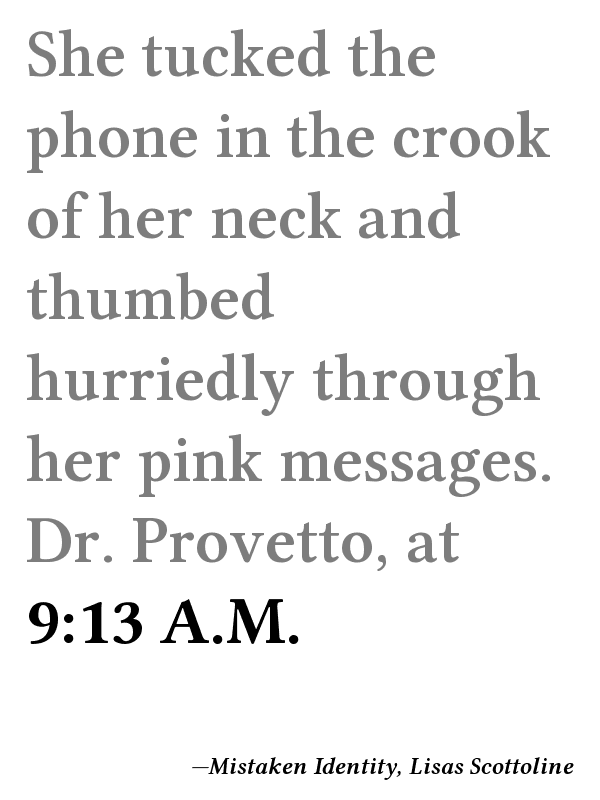 She tucked the
phone in the crook
of her neck and
thumbed
hurriedly through
her pink messages.
Dr. Provetto, at
9:13 A.M.
—Mistaken Identity, Lisas Scottoline